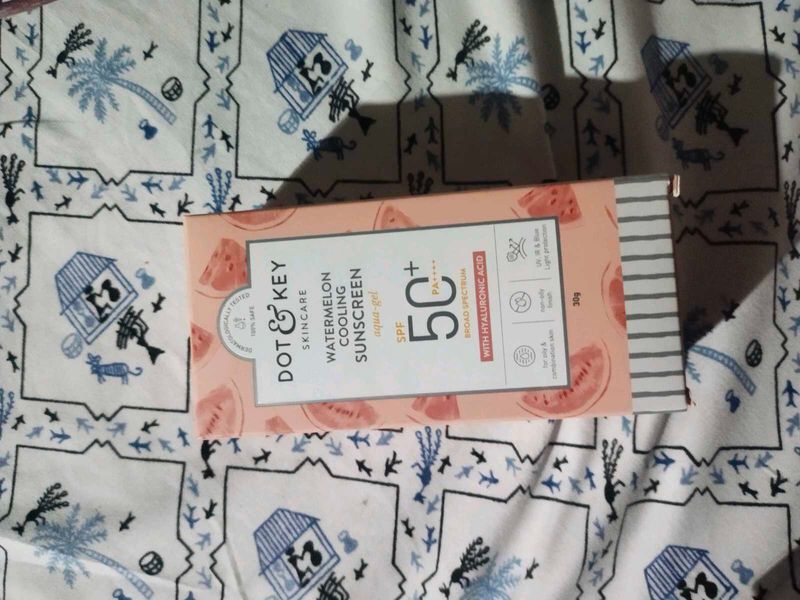 DERMATOLOGICALLY TESTED
100% SAFE
DOT & KEY
SKINCARE
WATERMELON
COOLING
SUNSCREEN
aqua-gel
SPF
50+
PA++++
BROAD SPECTRUM
WITH HYALURONIC ACID
for oily &
combination skin
non-oily
finish
UV, IR & Blue
Light protection
30g